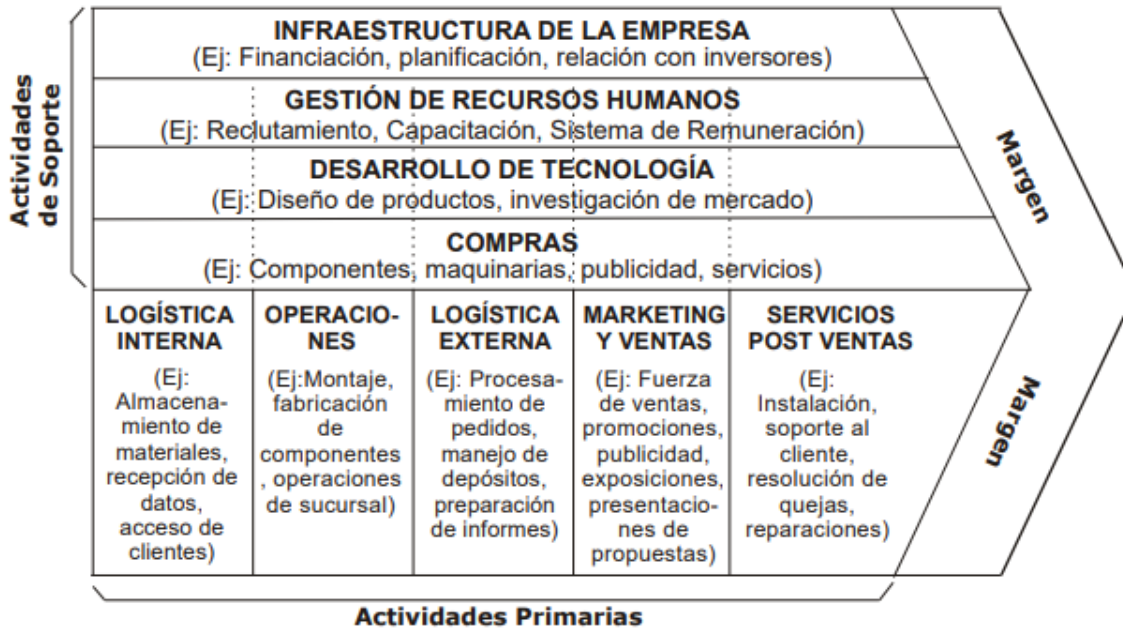 Actividades
de Soporte
INFRAESTRUCTURA DE LA EMPRESA
(Ej: Financiación, planificación, relación con inversores)
GESTIÓN DE RECURSOS HUMANOS
(Ej: Reclutamiento, Capacitación, Sistema de Remuneración)
DESARROLLO DE TECNOLOGÍA
(Ej: Diseño de productos, investigación de mercado)
COMPRAS
(Ej: Componentes, maquinarias, publicidad, servicios)
Margen
LOGÍSTICA
INTERNA
(Ej:
Almacena-
miento de
materiales,
recepción de
datos,
acceso de
clientes)
OPERACIO-
NES
(Ej:Montaje,
fabricación
de
componentes
, operaciones
de sucursal)
LOGÍSTICA
EXTERNA
(Ej: Procesa-
miento de
pedidos,
manejo de
depósitos,
preparación
de informes)
MARKETING
Y VENTAS
(Ej: Fuerza
de ventas,
promociones,
publicidad,
exposiciones,
presentacio-
nes de
propuestas)
SERVICIOS
POST VENTAS
(Ej:
Instalación,
soporte al
cliente,
resolución de
quejas,
reparaciones)
Margen
Actividades Primarias